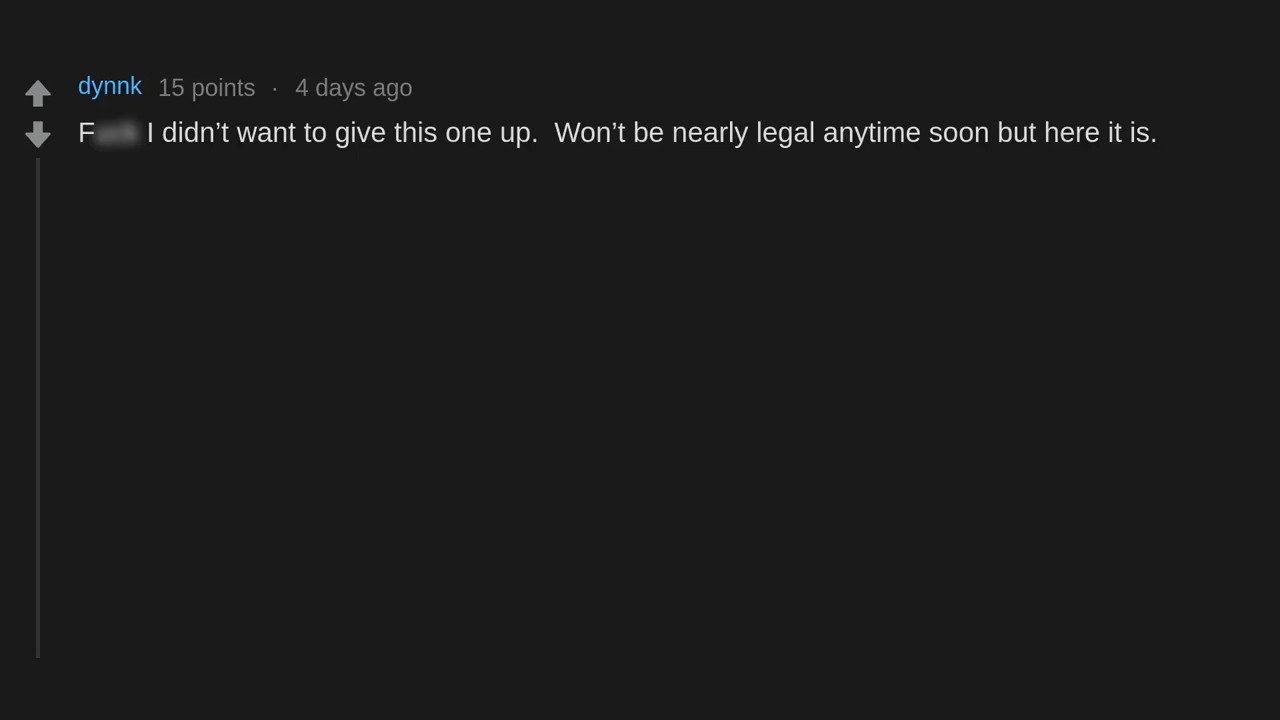 dynnk 15 points · 4 days ago
F I didn’t want to give this one up. Won’t be nearly legal anytime soon but here it is.